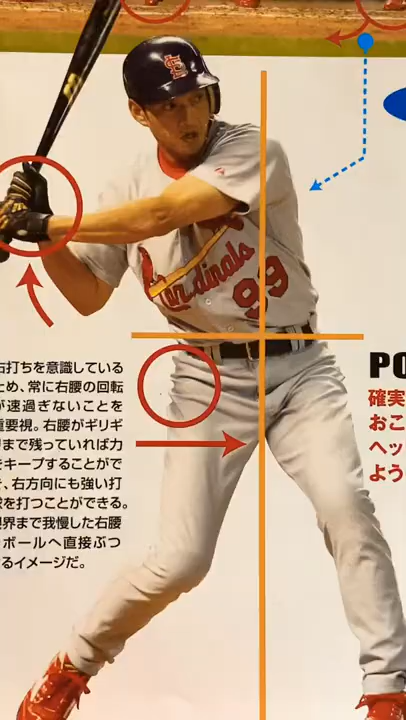 StL
Cardinals
99
右打ちを意識している
ため、常に右腰の回転
が速過ぎないことを
重要視。右腰がギリギ
リまで残っていれば力
をキープすることがで
き、右方向にも強い打
球を打つことができる。
限界まで我慢した右腰
をボールへ直接ぶつ
けるイメージだ。
PO
確実
おこ
ヘッ
よう